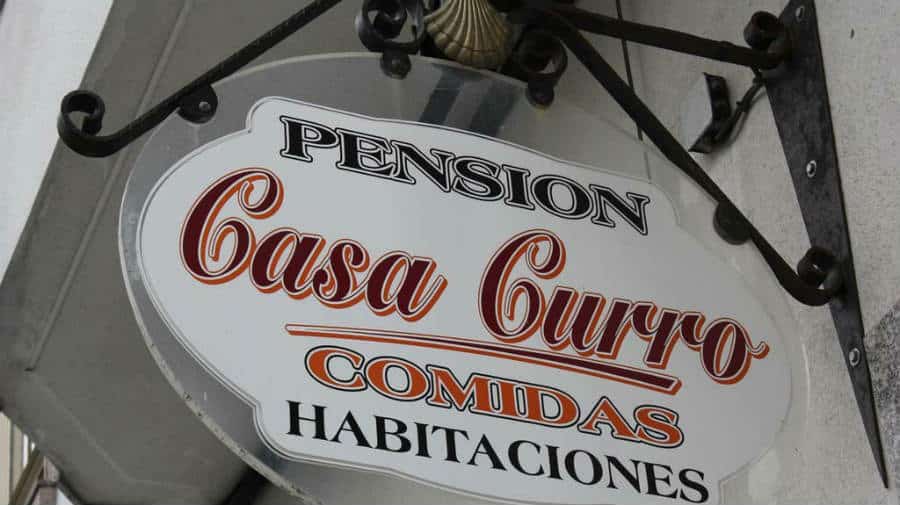 PENSION
Casa Curro
COMIDAS
HABITACIONES